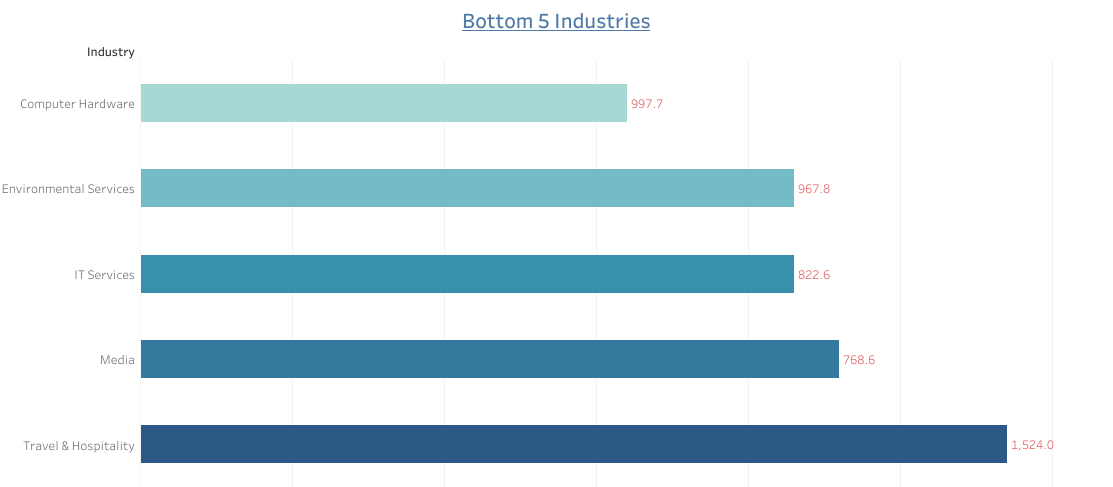 Bottom 5 Industries
Industry
Computer Hardware 997.7
Environmental Services 967.8
IT Services 822.6
Media 768.6
Travel & Hospitality 1,524.0